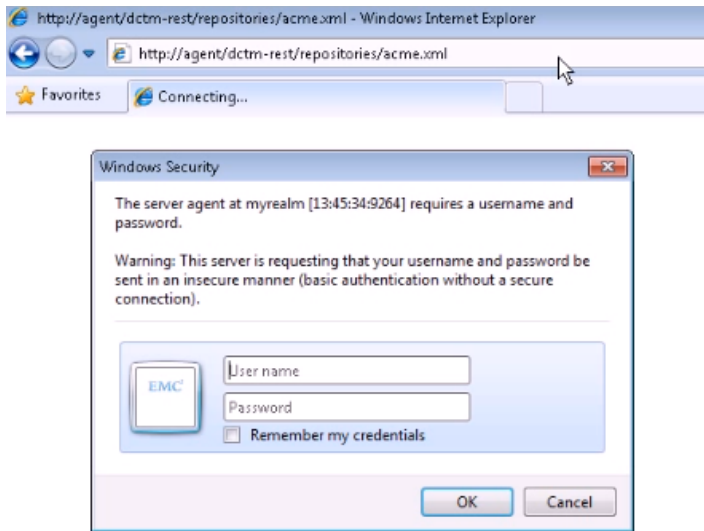 http://agent/dctm-rest/repositories/acme.xml - Windows Internet Explorer
http://agent/dctm-rest/repositories/acme.xml
Favorites
Connecting...
Windows Security
The server agent at myrealm [13:45:34:9264] requires a username and
password.
Warning: This server is requesting that your username and password be
sent in an insecure manner (basic authentication without a secure
connection).
EMC²
User name
Password
Remember my credentials
OK
Cancel